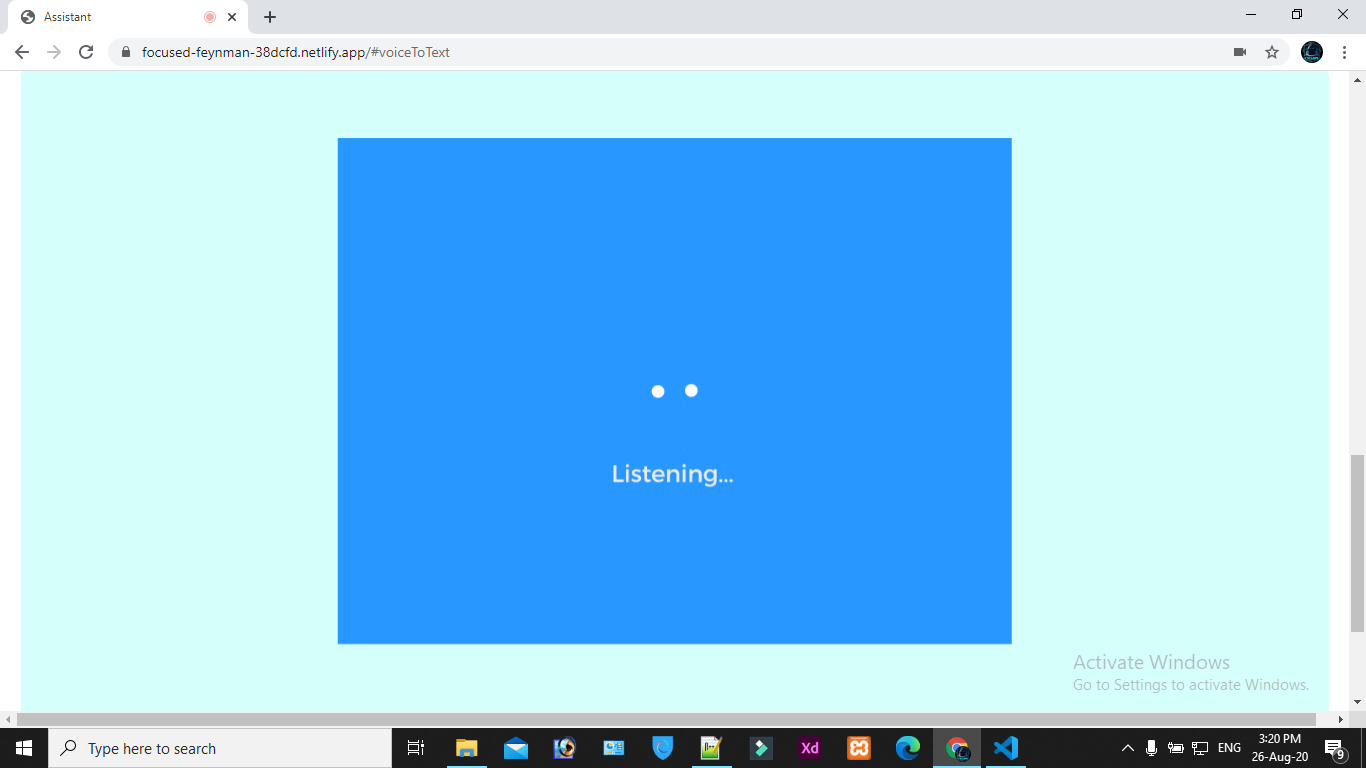 Assistant
focused-feynman-38dcfd.netlify.app/#voiceToText
Listening...
Activate Windows
Go to Settings to activate Windows.
Type here to search
Xd
ENG
3:20 PM
26-Aug-20
9